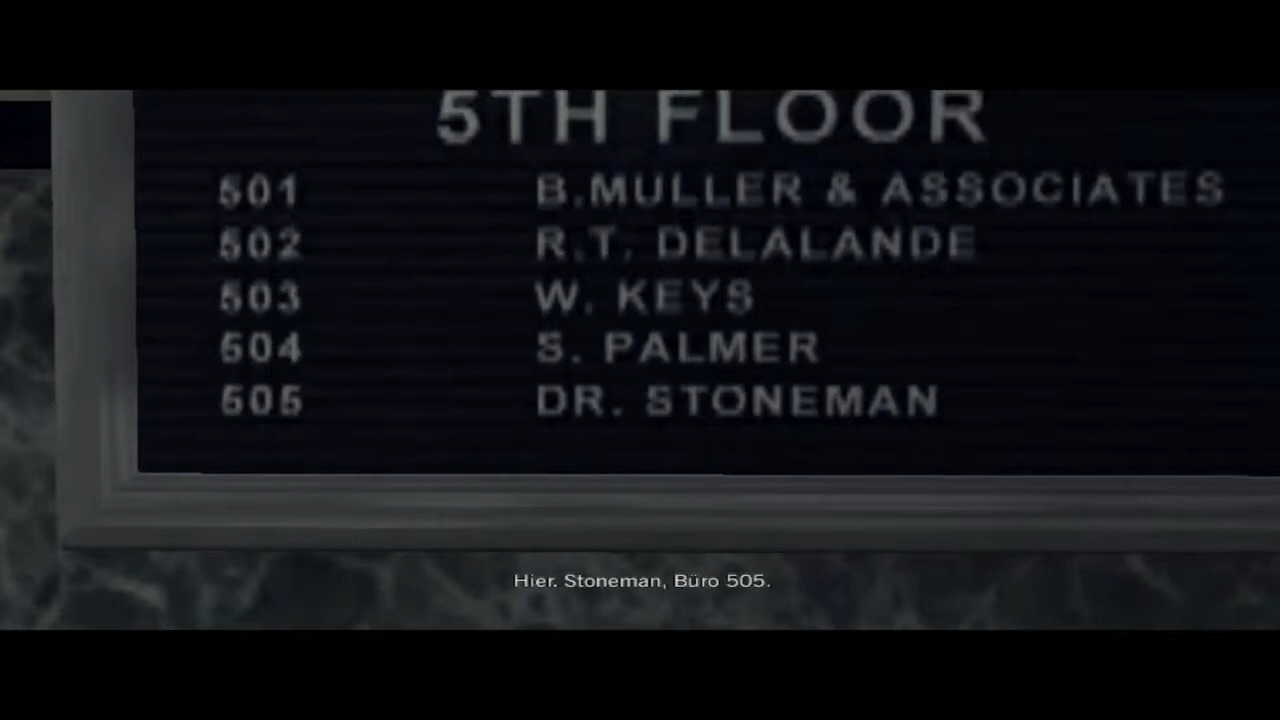 5TH FLOOR
501 B.MULLER & ASSOCIATES
502 R.T. DELALANDE
503 W. KEYS
504 S. PALMER
505 DR. STONEMAN
Hier. Stoneman, Büro 505.